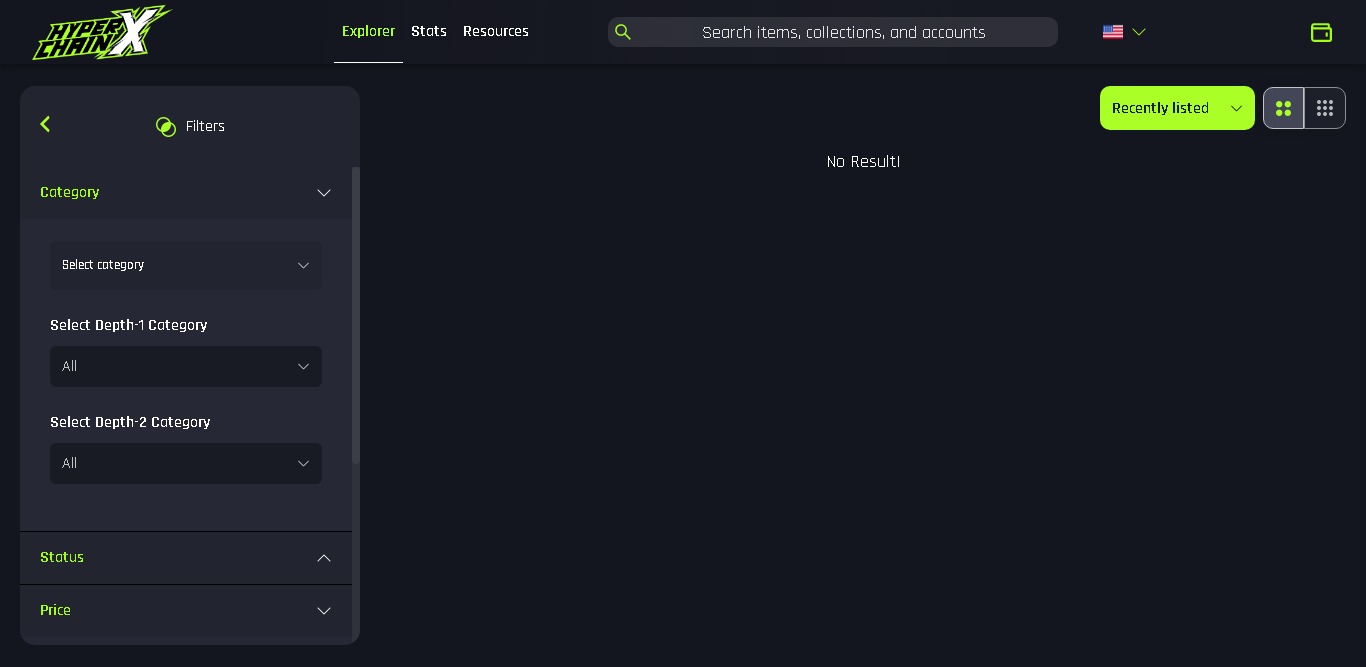 HYPER
CHAIN X
Explorer
Stats
Resources
Search items, collections, and accounts
Filters
Recently listed
No Result!
Category
Select category
Select Depth-1 Category
All
Select Depth-2 Category
All
Status
Price